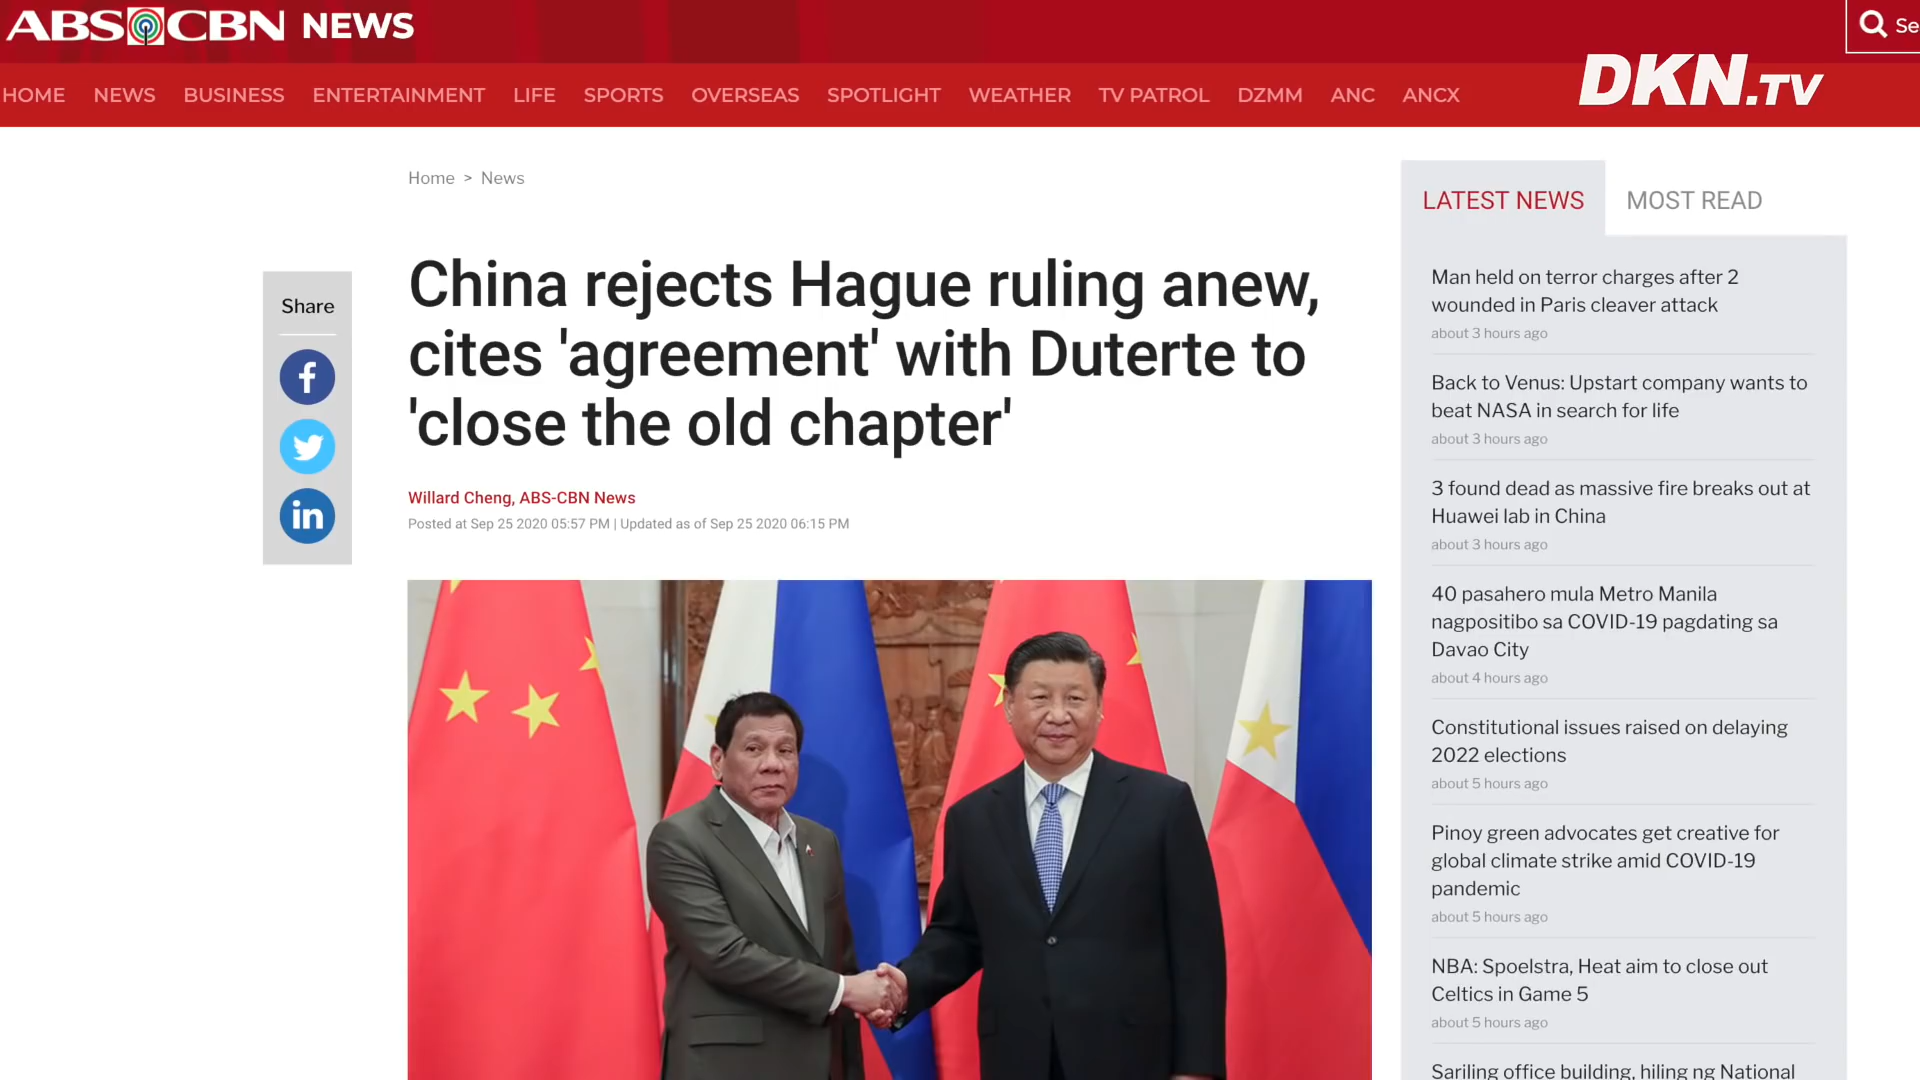 ABS CBN NEWS
Se
DKN.TV
HOME NEWS BUSINESS ENTERTAINMENT LIFE SPORTS OVERSEAS SPOTLIGHT WEATHER TV PATROL DZMM ANC ANCX
Home > News
Share
China rejects Hague ruling anew,
cites 'agreement' with Duterte to
'close the old chapter'
Willard Cheng, ABS-CBN News
Posted at Sep 25 2020 05:57 PM | Updated as of Sep 25 2020 06:15 PM
LATEST NEWS MOST READ
Man held on terror charges after 2
wounded in Paris cleaver attack
about 3 hours ago
Back to Venus: Upstart company wants to
beat NASA in search for life
about 3 hours ago
3 found dead as massive fire breaks out at
Huawei lab in China
about 3 hours ago
40 pasahero mula Metro Manila
nagpositibo sa COVID-19 pagdating sa
Davao City
about 4 hours ago
Constitutional issues raised on delaying
2022 elections
about 5 hours ago
Pinoy green advocates get creative for
global climate strike amid COVID-19
pandemic
about 5 hours ago
NBA: Spoelstra, Heat aim to close out
Celtics in Game 5
about 5 hours ago
Sariling office building, hiling ng National